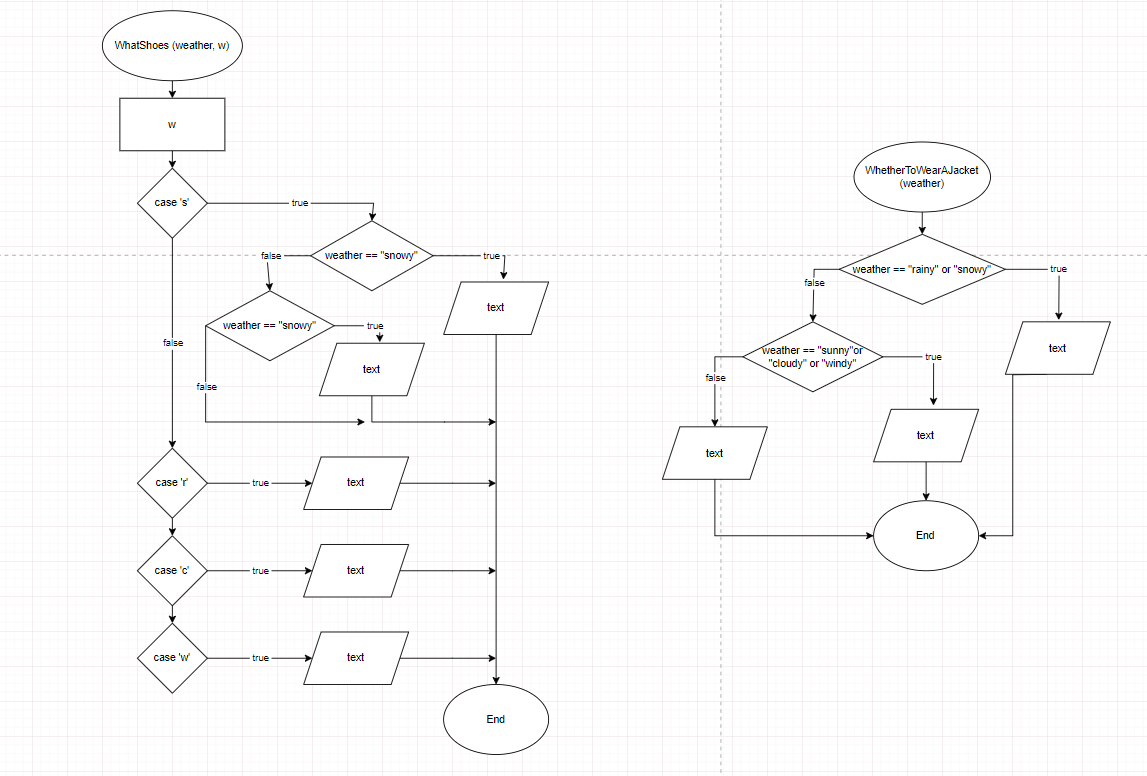 WhatShoes (weather, w)
w
case 's'
true
weather == "snowy"
false
true
text
weather == "snowy"
true
text
false
false
case 'r'
true
text
case 'c'
true
text
case 'w'
true
text
End
WhetherToWearAJacket
(weather)
weather == "rainy" or "snowy"
true
false
text
weather == "sunny"or
"cloudy" or "windy"
true
false
text
text
End